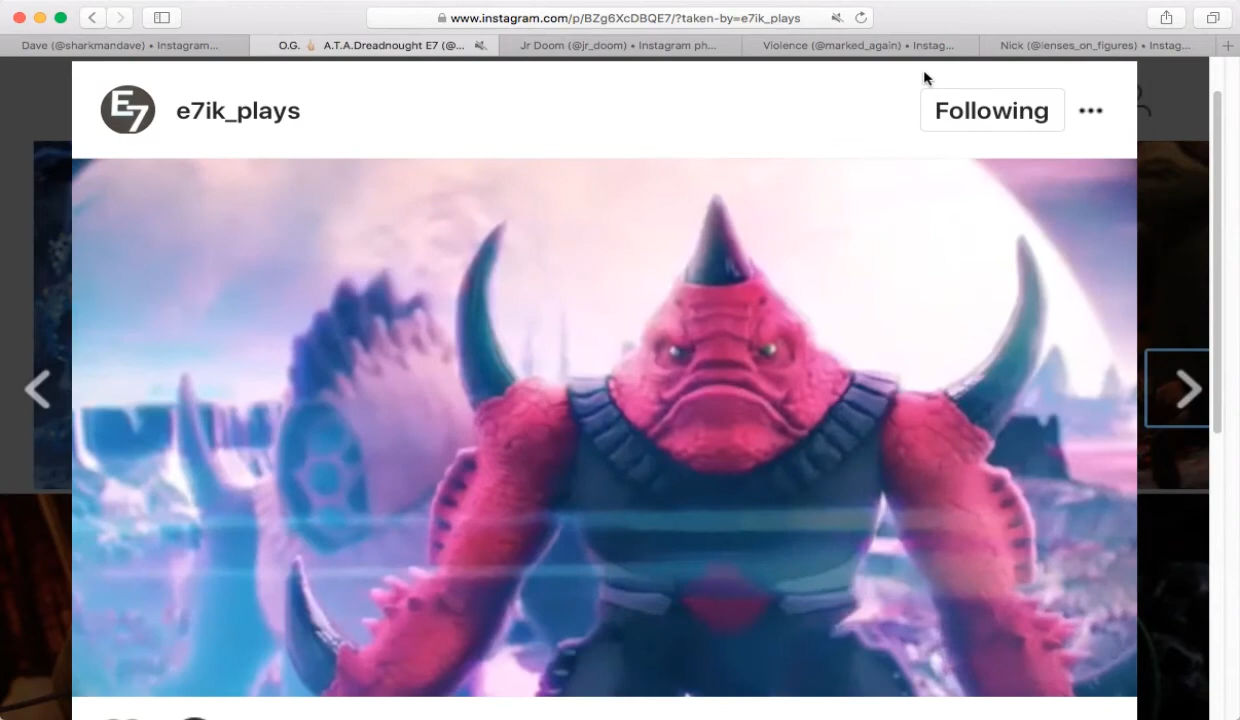 www.instagram.com/p/BZg6XcDBQE7/?taken-by=e7ik_plays
Dave (@sharkmandave) • Instagram...
O.G. 👌🏼 A.T.A.Dreadnought E7 (@...
Jr Doom (@jr_doom) • Instagram ph...
Violence (@marked_again) • Instag...
Nick (@lenses_on_figures) • Instag...
E7
e7ik_plays
Following